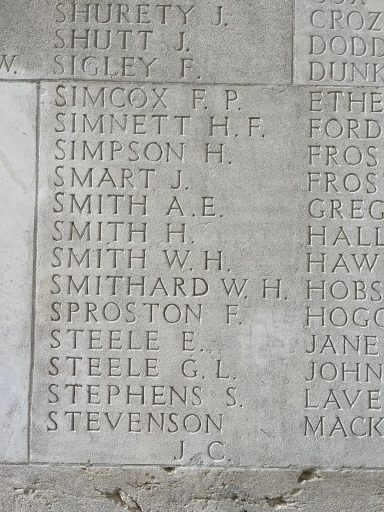 SHURETY J.
SHUTT J.
W. SIGLEY F.
SIMCOX F. P.
SIMNETT H. F.
SIMPSON H.
SMART J.
SMITH A. E.
SMITH H.
SMITH W. H.
SMITHARD W. H.
SPROSTON F.
STEELE E.
STEELE G. L.
STEPHENS S.
STEVENSON
J. C.
CROZ
DODD
DUNK
ETHE
FORD
FROS
FROS
GREG
HALL
HAW
HOBS
HOGG
JANE
JOHN
LAVE
MACK